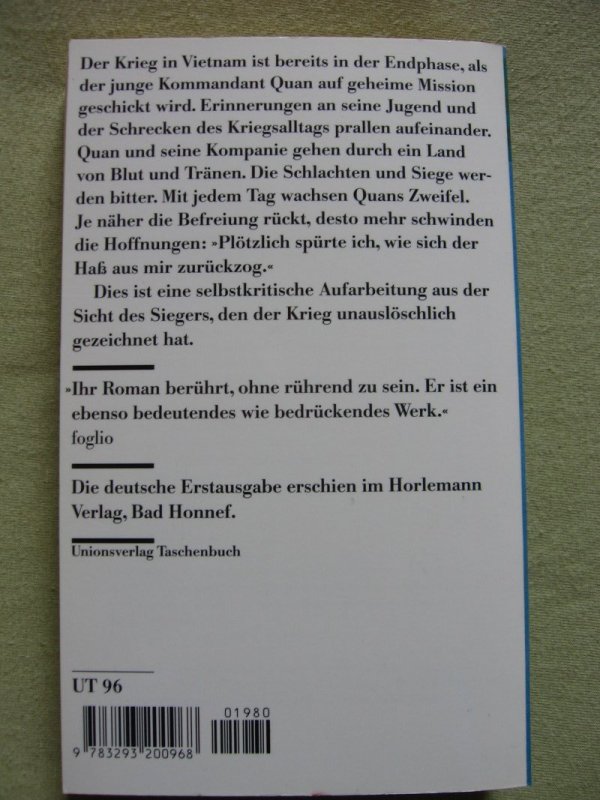 Der Krieg in Vietnam ist bereits in der Endphase, als
der junge Kommandant Quan auf geheime Mission
geschickt wird. Erinnerungen an seine Jugend und
der Schrecken des Kriegsalltags prallen aufeinander.
Quan und seine Kompanie gehen durch ein Land
von Blut und Tränen. Die Schlachten und Siege wer-
den bitter. Mit jedem Tag wachsen Quans Zweifel.
Je näher die Befreiung rückt, desto mehr schwinden
die Hoffnungen: »Plötzlich spürte ich, wie sich der
Haß aus mir zurückzog.«
Dies ist eine selbstkritische Aufarbeitung aus der
Sicht des Siegers, den der Krieg unauslöschlich
gezeichnet hat.
»Ihr Roman berührt, ohne rührend zu sein. Er ist ein
ebenso bedeutendes wie bedrückendes Werk.«
foglio
Die deutsche Erstausgabe erschien im Horlemann
Verlag, Bad Honnef.
Unionsverlag Taschenbuch
UT 96
01980
9 783293 200968